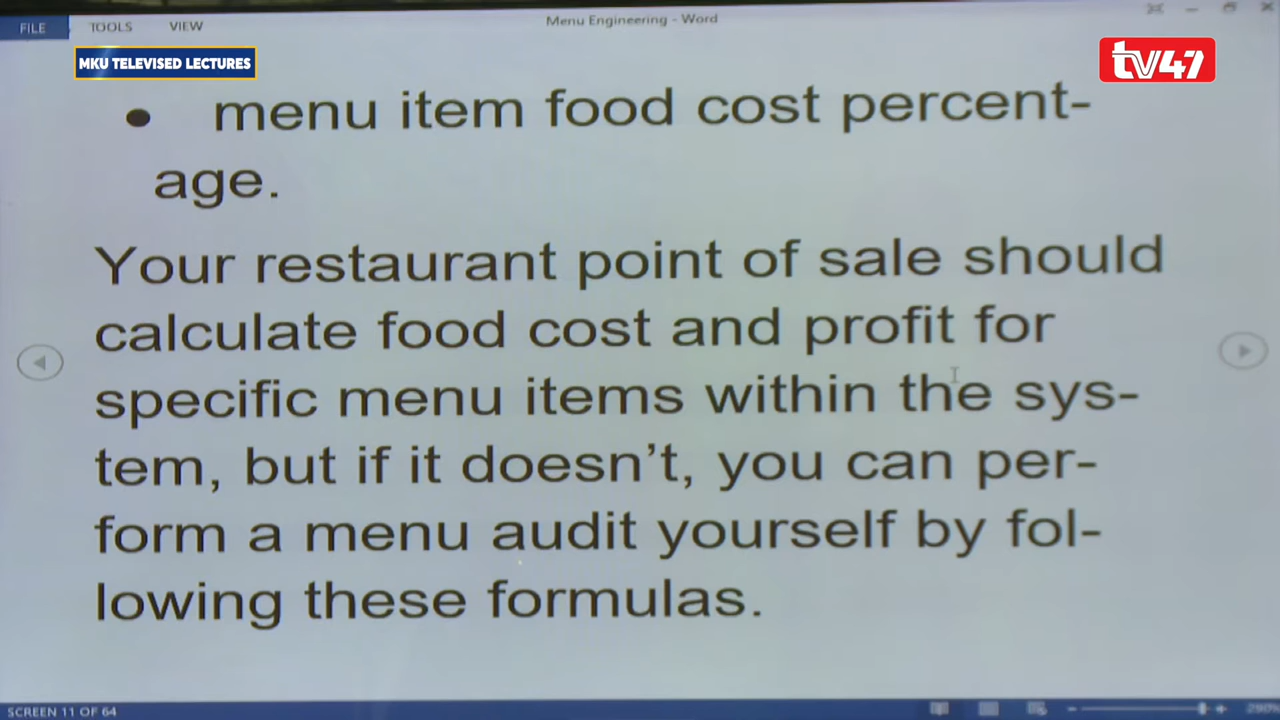 FILE TOOLS VIEW
Menu Engineering - Word
MKU TELEVISED LECTURES
tv47
• menu item food cost percent-
age.
Your restaurant point of sale should
calculate food cost and profit for
specific menu items within the sys-
tem, but if it doesn’t, you can per-
form a menu audit yourself by fol-
lowing these formulas.
SCREEN 11 OF 64
290%